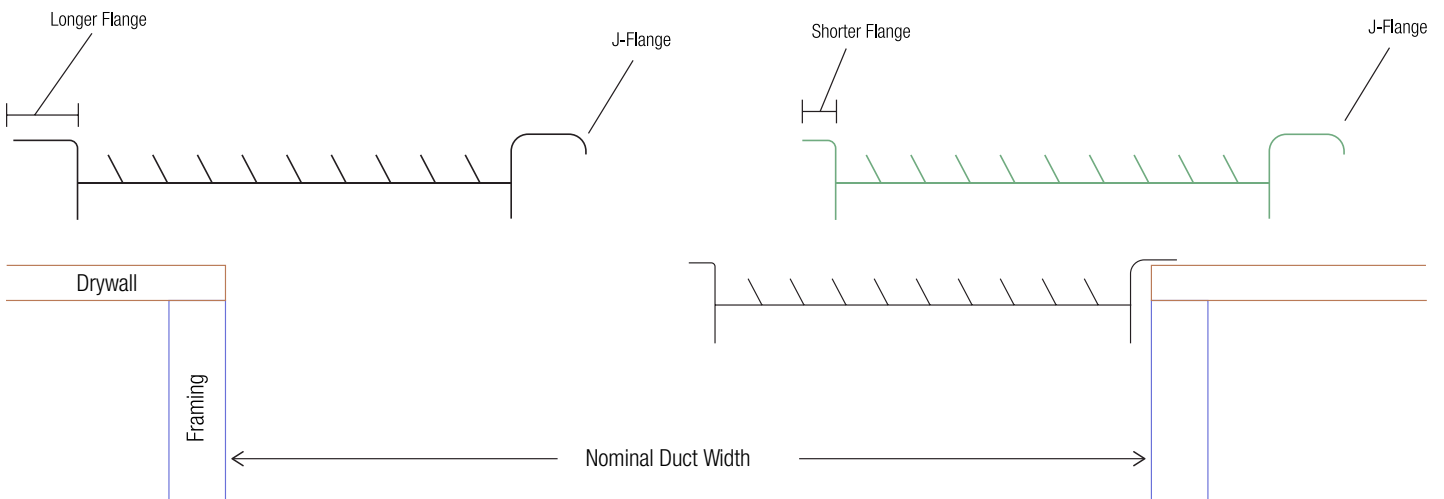 Longer Flange
J-Flange
Shorter Flange
J-Flange
Drywall
Framing
Nominal Duct Width